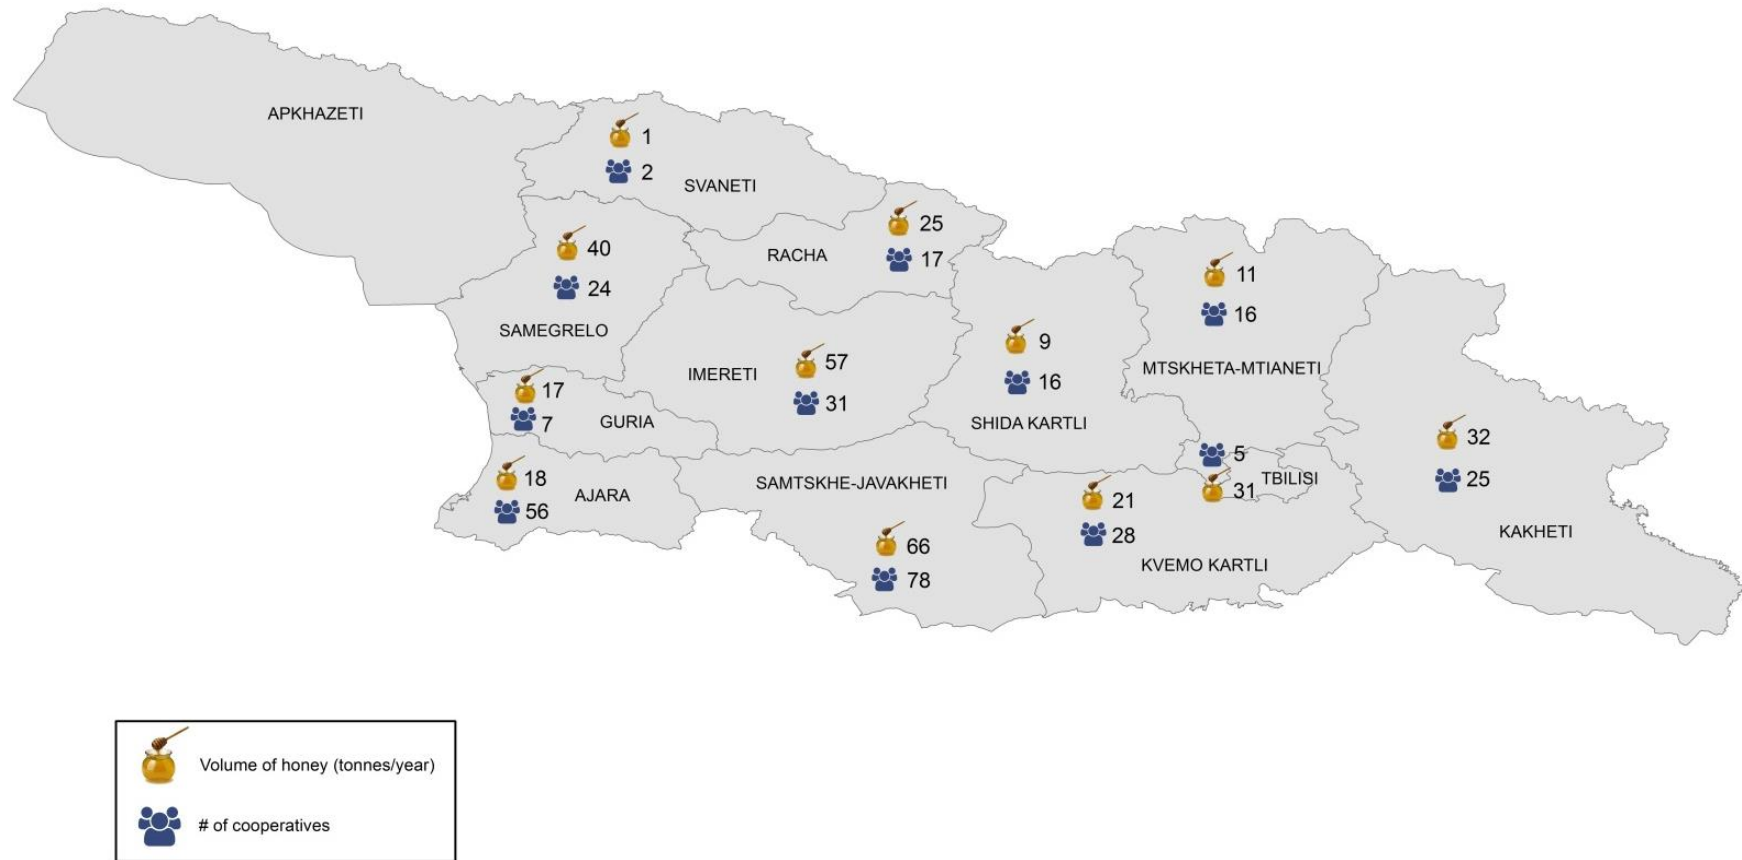 APKHAZETI
1
2
SVANETI
25
RACHA
17
40
24
SAMEGRELO
11
16
MTSKHETA-MTIANETI
9
16
SHIDA KARTLI
57
IMERETI
31
17
7
GURIA
18
AJARA
56
SAMTSKHE-JAVAKHETI
66
78
5
TBILISI
31
21
28
KVEMO KARTLI
32
25
KAKHETI
Volume of honey (tonnes/year)
# of cooperatives